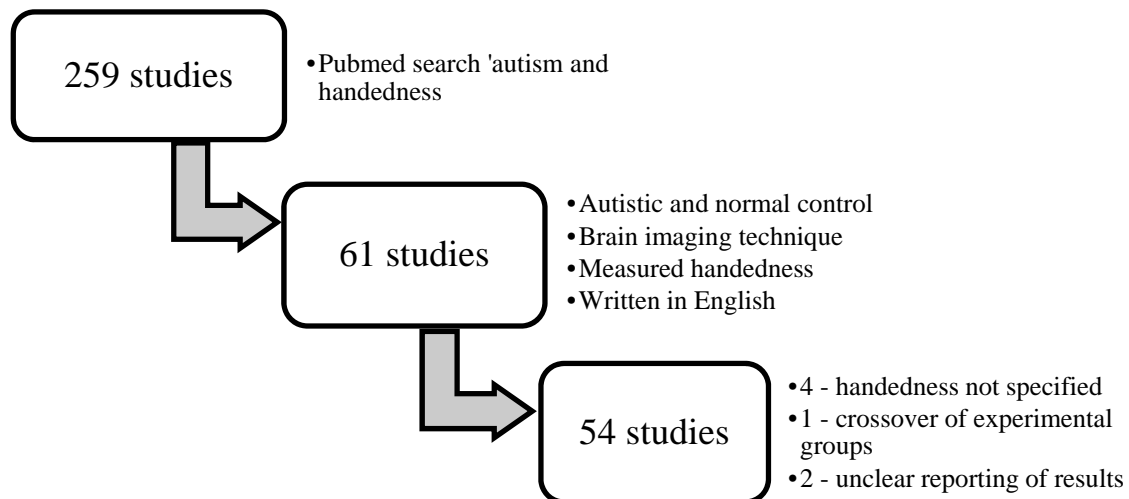 259 studies
•Pubmed search 'autism and
handedness
61 studies
•Autistic and normal control
•Brain imaging technique
•Measured handedness
•Written in English
54 studies
•4 - handedness not specified
•1 - crossover of experimental
groups
•2 - unclear reporting of results